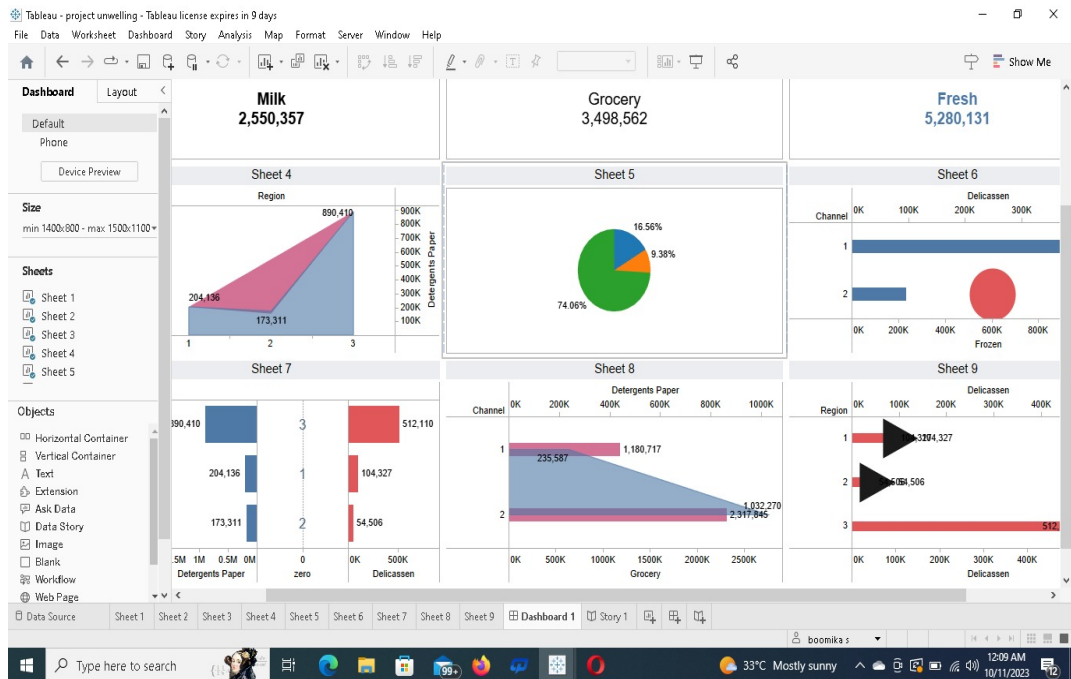 Tableau - project unwelling - Tableau license expires in 9 days
File Data Worksheet Dashboard Story Analysis Map Format Server Window Help
Show Me
Dashboard Layout
Default
Phone
Device Preview
Size
min 1400x800 - max 1500x1100
Sheets
Sheet 1
Sheet 2
Sheet 3
Sheet 4
Sheet 5
Objects
Horizontal Container
Vertical Container
A Text
Extension
Ask Data
Data Story
Image
Blank
Workflow
Web Page
Milk
2,550,357
Grocery
3,498,562
Fresh
5,280,131
Sheet 4
Region
890,410
204,136
173,311
900K
800K
700K
600K
500K
400K
300K
200K
100K
Detergents Paper
1 2 3
Sheet 5
16.56%
9.38%
74.06%
Sheet 6
Delicassen
Channel 0K 100K 200K 300K
1
2
0K 200K 400K 600K 800K
Frozen
Sheet 7
890,410 3 512,110
204,136 1 104,327
173,311 2 54,506
.5M 1M 0.5M 0M 0 0K 500K
Detergents Paper zero Delicassen
Sheet 8
Detergents Paper
Channel 0K 200K 400K 600K 800K 1000K
1 1,180,717
235,587
1,032,270
2 2,317,845
0K 500K 1000K 1500K 2000K 2500K
Grocery
Sheet 9
Delicassen
Region 0K 100K 200K 300K 400K
1
2
3 512,
0K 100K 200K 300K 400K
Delicassen
Data Source Sheet 1 Sheet 2 Sheet 3 Sheet 4 Sheet 5 Sheet 6 Sheet 7 Sheet 8 Sheet 9 Dashboard 1 Story 1
boomika s
Type here to search
99+
33°C Mostly sunny
12:09 AM
10/11/2023
12